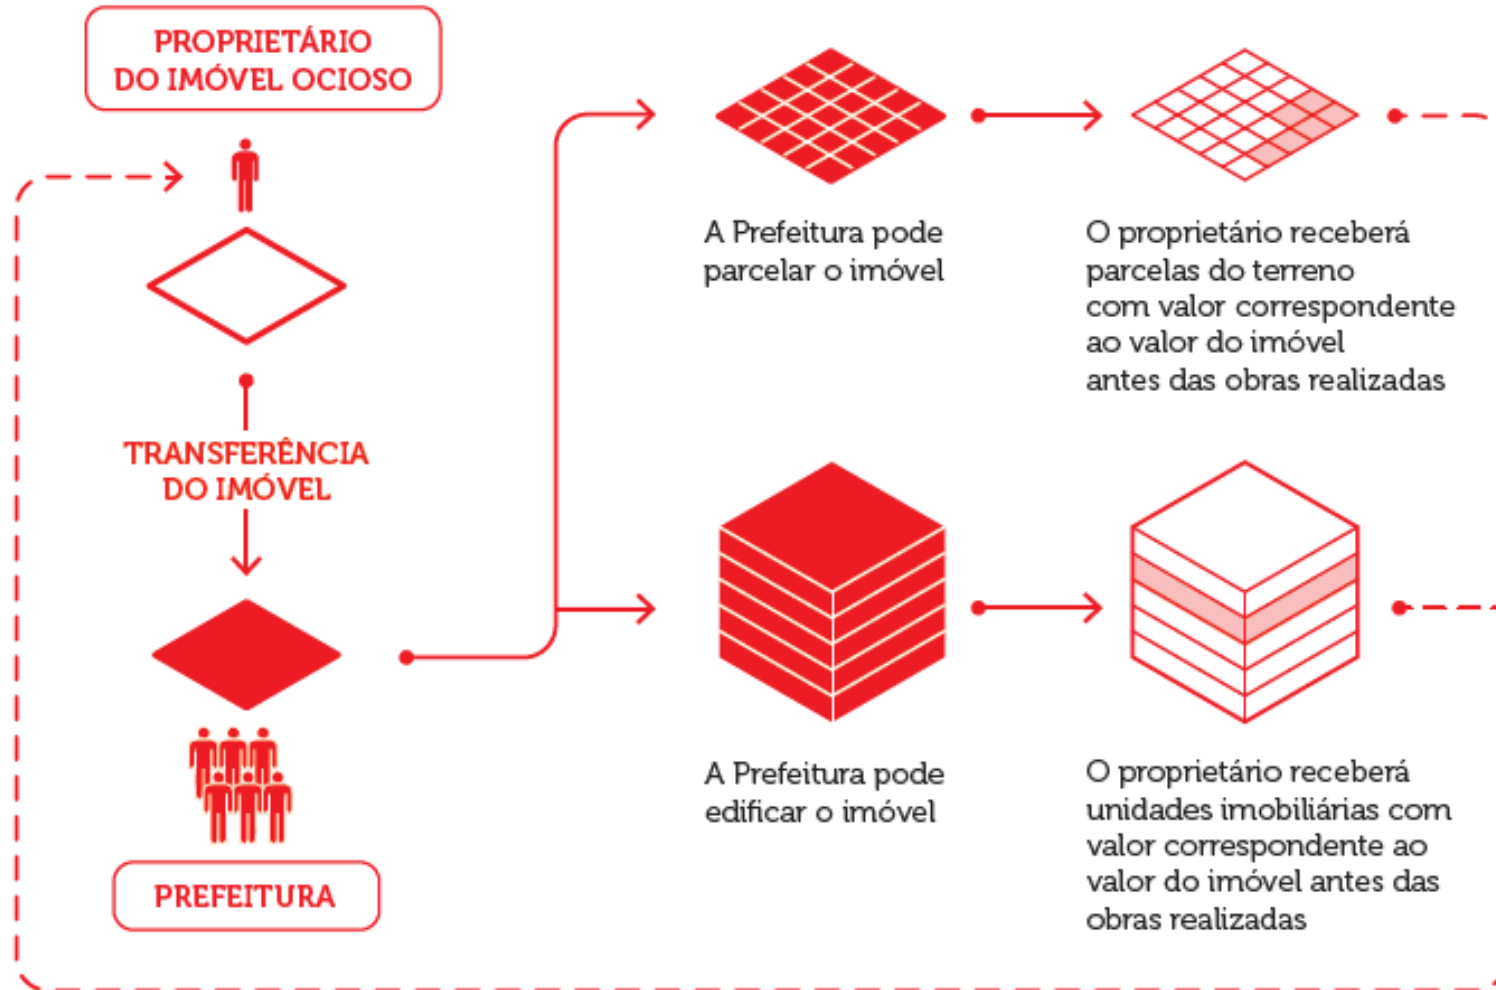 PROPRIETÁRIO
DO IMÓVEL OCIOSO
TRANSFERÊNCIA
DO IMÓVEL
PREFEITURA
A Prefeitura pode
parcelar o imóvel
O proprietário receberá
parcelas do terreno
com valor correspondente
ao valor do imóvel
antes das obras realizadas
A Prefeitura pode
edificar o imóvel
O proprietário receberá
unidades imobiliárias com
valor correspondente ao
valor do imóvel antes das
obras realizadas